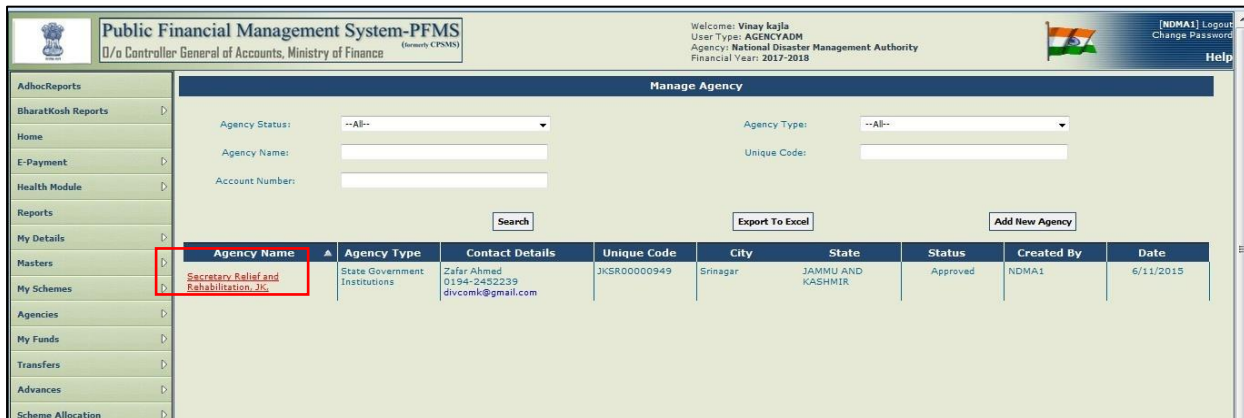 Public Financial Management System-PFMS
(formerly CPSMS)
O/o Controller General of Accounts, Ministry of Finance
Welcome: Vinay kajla
User Type: AGENCYADM
Agency: National Disaster Management Authority
Financial Year: 2017-2018
[NDMA1] Logout
Change Password
Help
AdhocReports
BharatKosh Reports
Home
E-Payment
Health Module
Reports
My Details
Masters
My Schemes
Agencies
My Funds
Transfers
Advances
Scheme Allocation
Manage Agency
Agency Status: --All-- Agency Type: --All--
Agency Name: Unique Code:
Account Number:
Search Export To Excel Add New Agency
Agency Name Agency Type Contact Details Unique Code City State Status Created By Date
Secretary Relief and State Government Zafar Ahmed JKSR00000949 Srinagar JAMMU AND Approved NDMA1 6/11/2015
Rehabilitation, JK, Institutions 0194-2452239 KASHMIR
divcomk@gmail.com